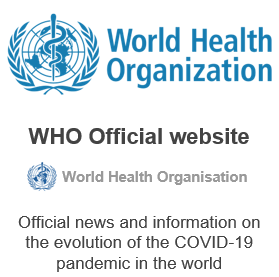 World Health
Organization
WHO Official website
World Health Organisation
Official news and information on
the evolution of the COVID-19
pandemic in the world